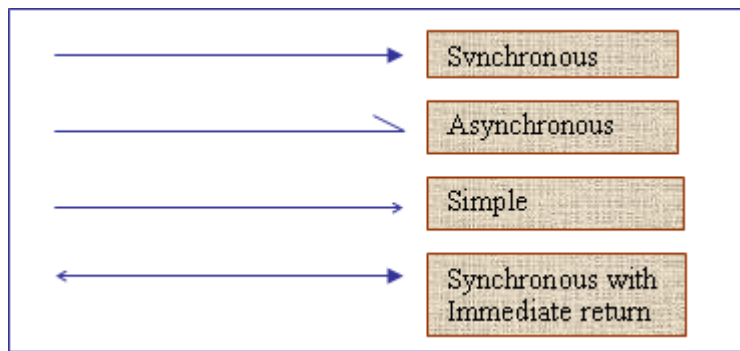 Synchronous
Asynchronous
Simple
Synchronous with
Immediate return